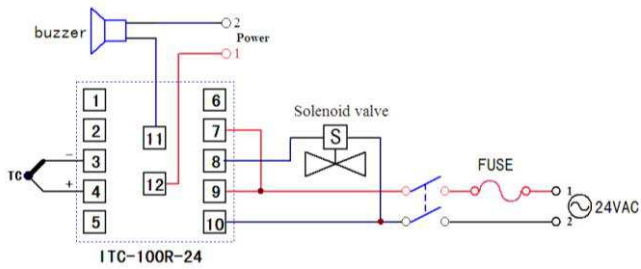 buzzer
2
Power
1
1
6
Solenoid valve
2
7
11
S
3
8
FUSE
TC
−
+
4
12
9
1
24VAC
2
5
10
ITC-100R-24